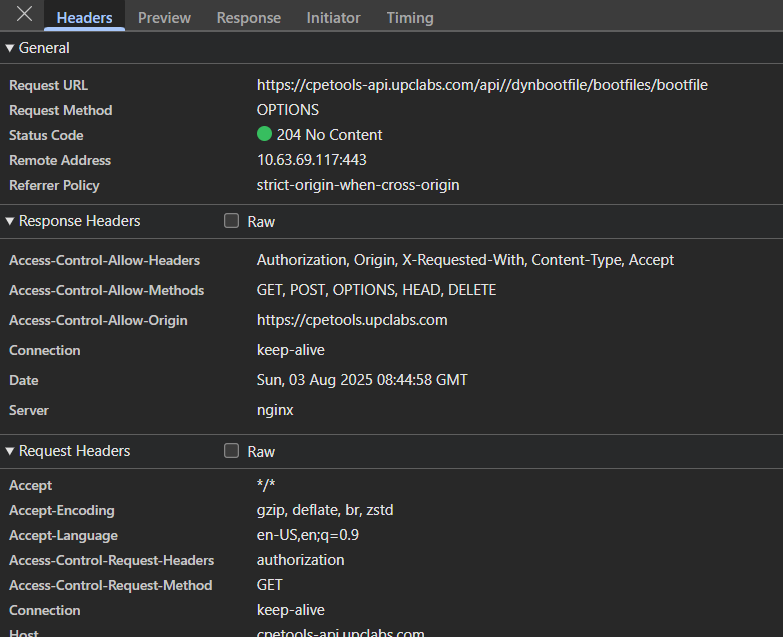 Headers Preview Response Initiator Timing
General
Request URL https://cpetools-api.upclabs.com/api//dynbootfile/bootfiles/bootfile
Request Method OPTIONS
Status Code 204 No Content
Remote Address 10.63.69.117:443
Referrer Policy strict-origin-when-cross-origin
Response Headers Raw
Access-Control-Allow-Headers Authorization, Origin, X-Requested-With, Content-Type, Accept
Access-Control-Allow-Methods GET, POST, OPTIONS, HEAD, DELETE
Access-Control-Allow-Origin https://cpetools.upclabs.com
Connection keep-alive
Date Sun, 03 Aug 2025 08:44:58 GMT
Server nginx
Request Headers Raw
Accept */*
Accept-Encoding gzip, deflate, br, zstd
Accept-Language en-US,en;q=0.9
Access-Control-Request-Headers authorization
Access-Control-Request-Method GET
Connection keep-alive
Host cpetools-api.upclabs.com